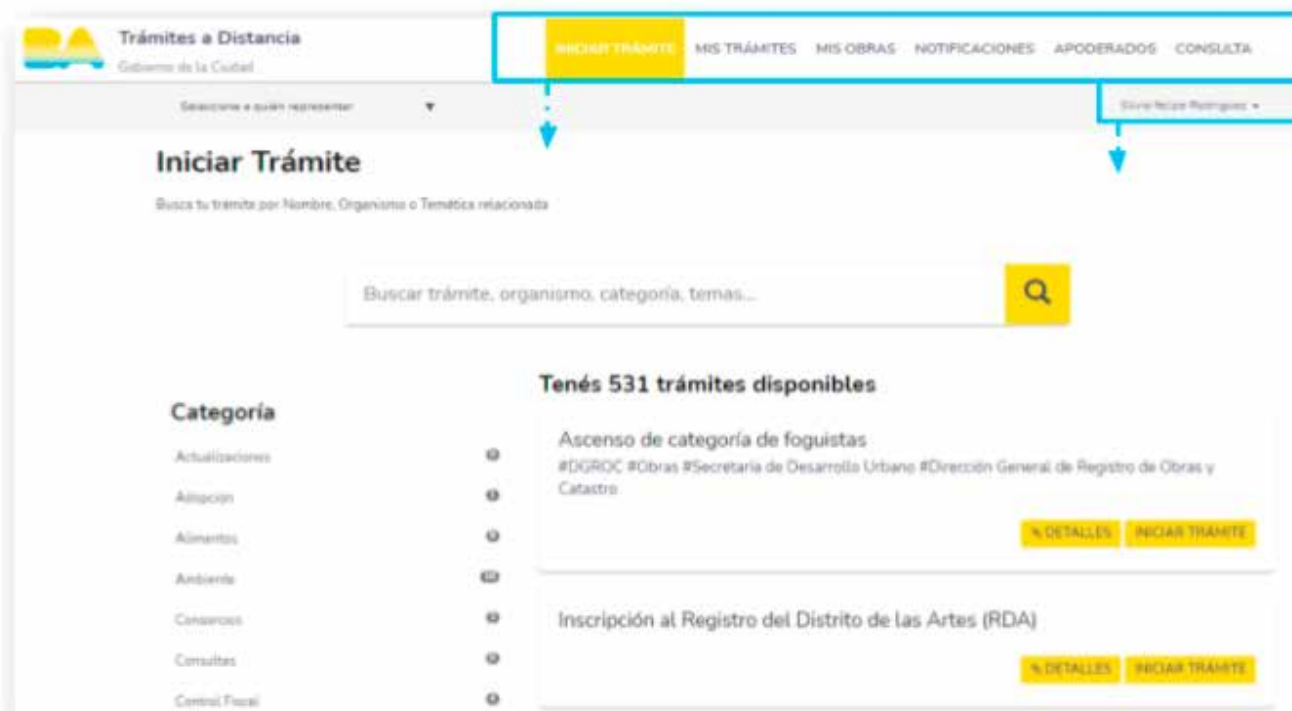 BA
Trámites a Distancia
Gobierno de la Ciudad
INICIAR TRÁMITE MIS TRÁMITES MIS OBRAS NOTIFICACIONES APODERADOS CONSULTA
Seleccione a quién representar
Iniciar Trámite
Busca tu trámite por Nombre, Organismo o Temática relacionada
Buscar trámite, organismo, categoría, temas...
Tenés 531 trámites disponibles
Categoría
Actualizaciones
Adopcion
Alimentos
Ambiente
Consorcios
Consultas
Control Fiscal
Ascenso de categoría de foguistas
#DGROC #Obras #Secretaría de Desarrollo Urbano #Dirección General de Registro de Obras y
Catastro
DETALLES INICIAR TRÁMITE
Inscripción al Registro del Distrito de las Artes (RDA)
DETALLES INICIAR TRÁMITE